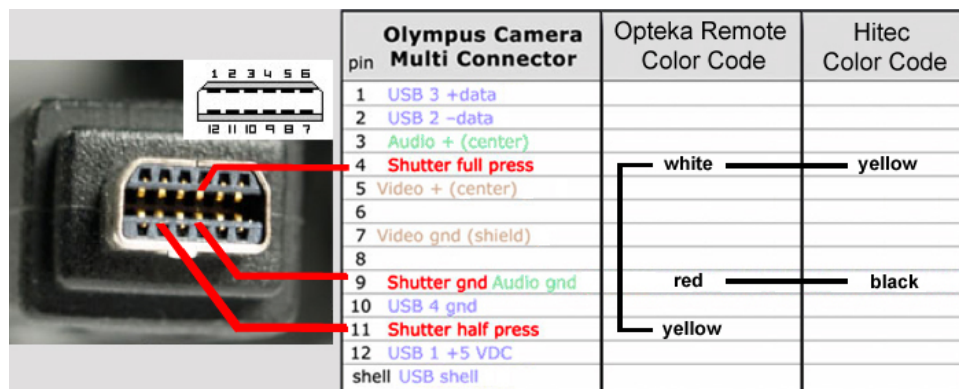 1 2 3 4 5 6
12 11 10 9 8 7
pin Olympus Camera Multi Connector
Opteka Remote Color Code
Hitec Color Code
1 USB 3 +data
2 USB 2 –data
3 Audio + (center)
4 Shutter full press white yellow
5 Video + (center)
6
7 Video gnd (shield)
8
9 Shutter gnd Audio gnd red black
10 USB 4 gnd
11 Shutter half press yellow
12 USB 1 +5 VDC
shell USB shell